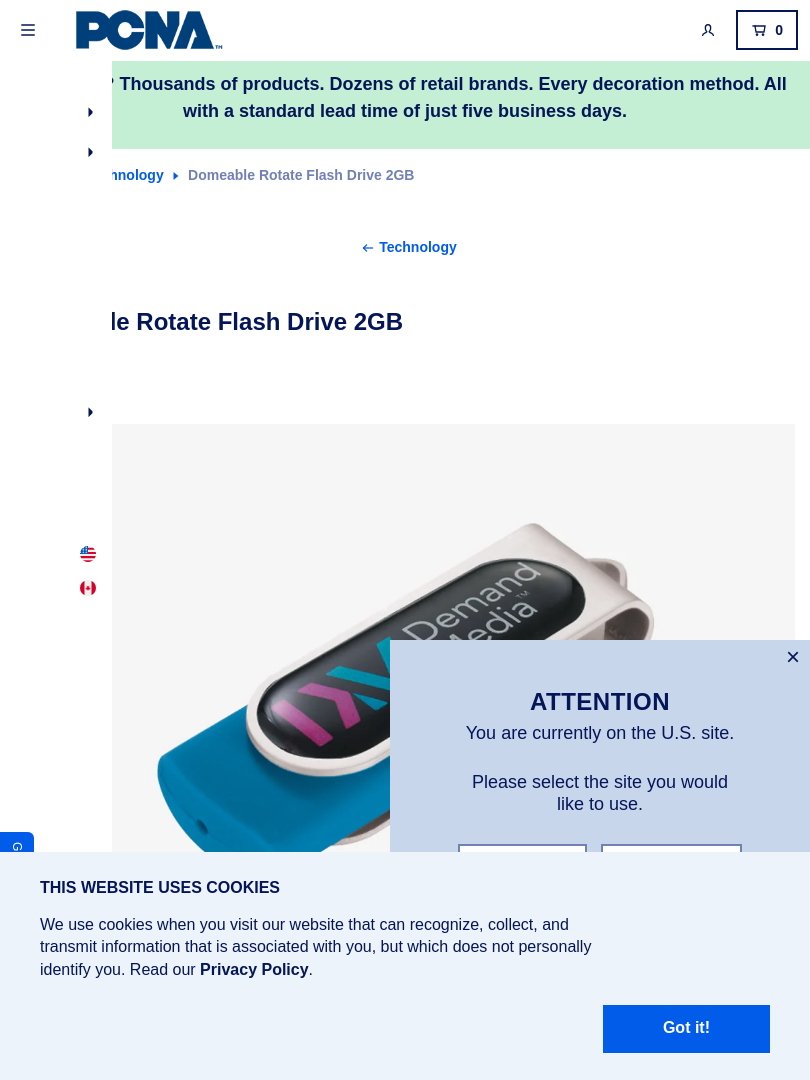 PCNA™
0
Thousands of products. Dozens of retail brands. Every decoration method. All
with a standard lead time of just five business days.
Domeable Rotate Flash Drive 2GB
Technology
Rotate Flash Drive 2GB
Demand
Media™
ATTENTION
You are currently on the U.S. site.
Please select the site you would
like to use.
G
THIS WEBSITE USES COOKIES
We use cookies when you visit our website that can recognize, collect, and
transmit information that is associated with you, but which does not personally
identify you. Read our Privacy Policy.
Got it!